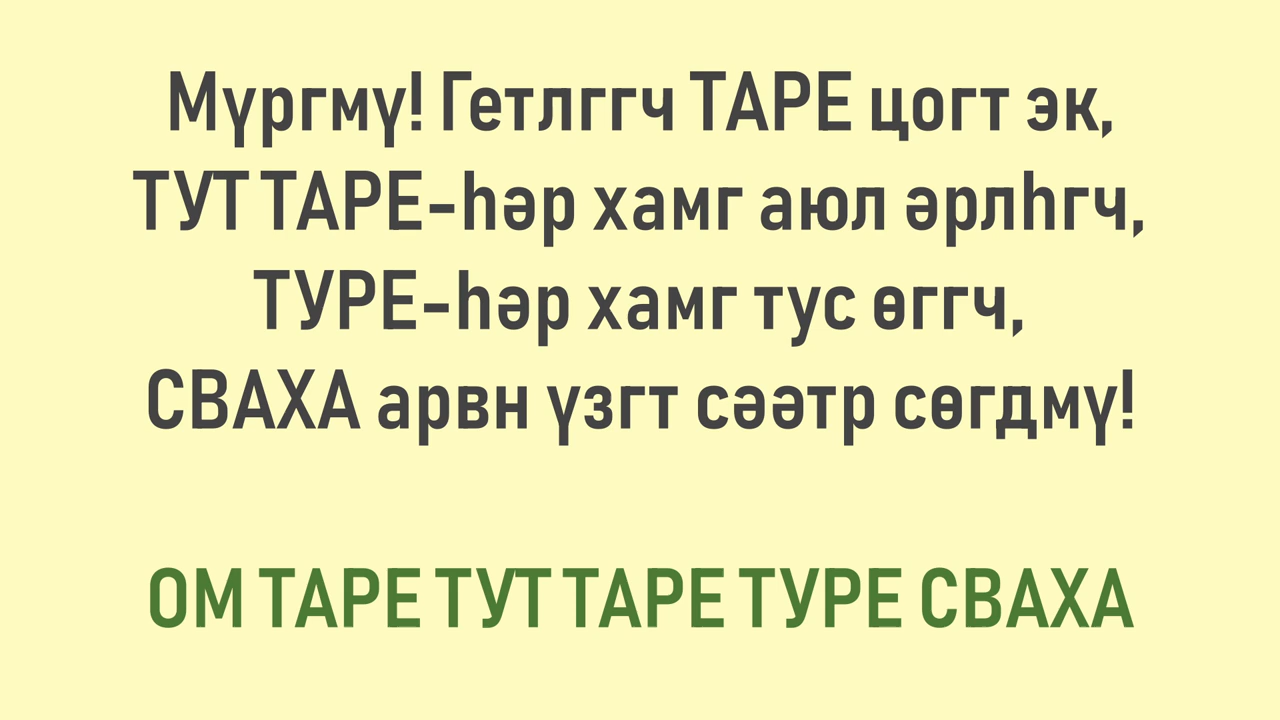 Мүргмү! Гетлггч ТАРЕ цогт эк,
ТУТ ТАРЕ-һәр хамг аюл әрлһгч,
ТУРЕ-һәр хамг тус өггч,
СВАХА арвн үзгт сәәтр сөгдмү!
ОМ ТАРЕ ТУТ ТАРЕ ТУРЕ СВАХА